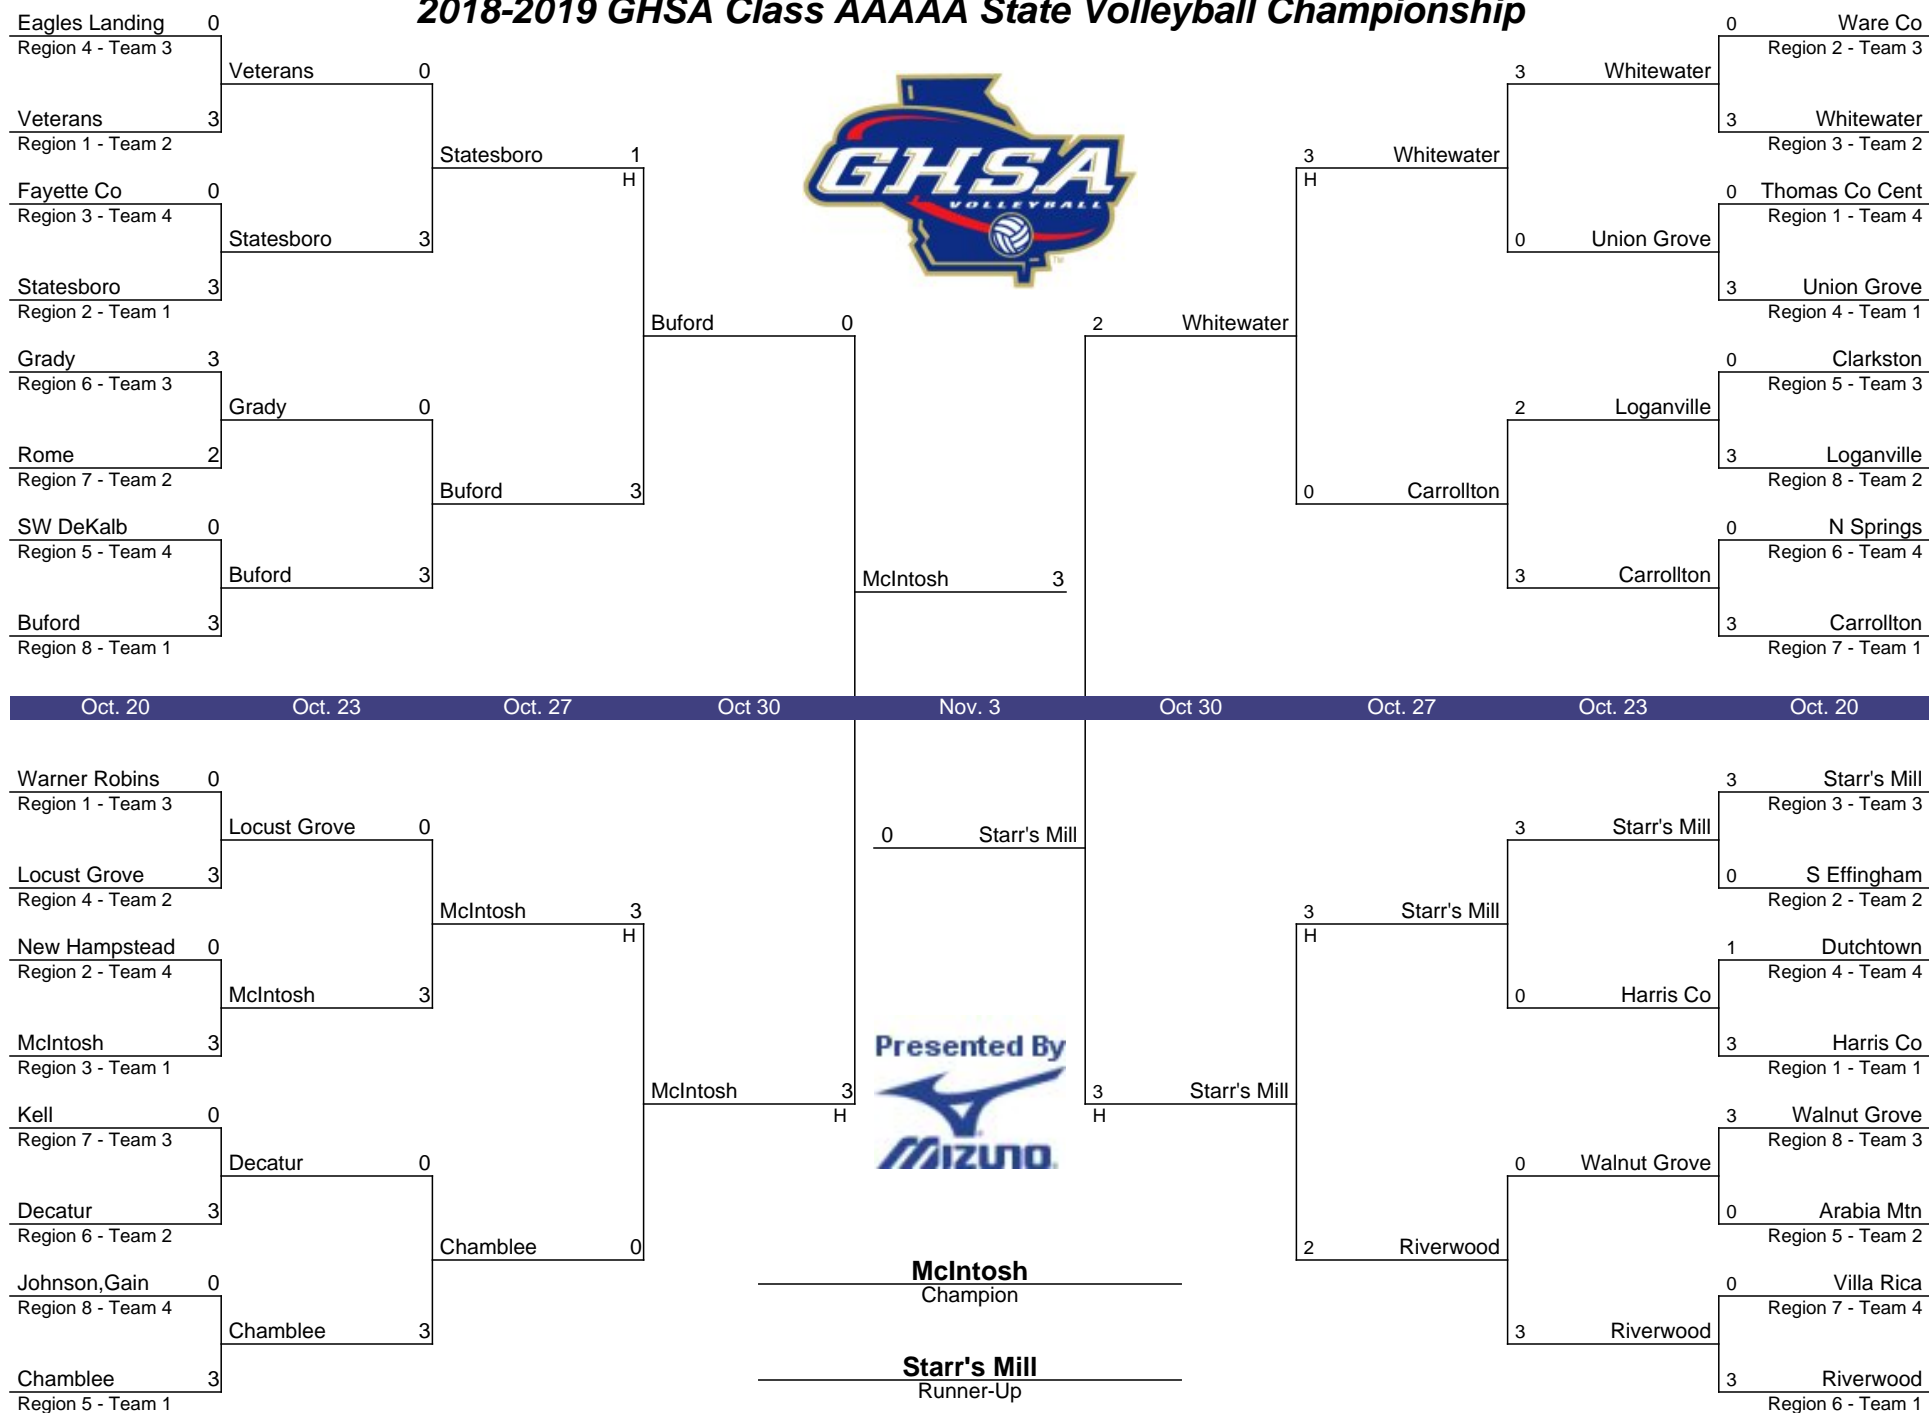 2018-2019 GHSA Class AAAAA State Volleyball Championship
Eagles Landing 0
Region 4 - Team 3
Veterans 0
Veterans 3
Region 1 - Team 2
Statesboro 1
H
Fayette Co 0
Region 3 - Team 4
Statesboro 3
Statesboro 3
Region 2 - Team 1
Buford 0
Grady 3
Region 6 - Team 3
Grady 0
Rome 2
Region 7 - Team 2
Buford 3
SW DeKalb 0
Region 5 - Team 4
Buford 3
Buford 3
Region 8 - Team 1
GHSA
VOLLEYBALL
TM
McIntosh 3
0 Ware Co
Region 2 - Team 3
3 Whitewater
3 Whitewater
Region 3 - Team 2
3 Whitewater
H
0 Thomas Co Cent
Region 1 - Team 4
0 Union Grove
3 Union Grove
Region 4 - Team 1
2 Whitewater
0 Clarkston
Region 5 - Team 3
2 Loganville
3 Loganville
Region 8 - Team 2
0 Carrollton
0 N Springs
Region 6 - Team 4
3 Carrollton
3 Carrollton
Region 7 - Team 1
Oct. 20 Oct. 23 Oct. 27 Oct 30 Nov. 3 Oct 30 Oct. 27 Oct. 23 Oct. 20
Warner Robins 0
Region 1 - Team 3
Locust Grove 0
Locust Grove 3
Region 4 - Team 2
McIntosh 3
H
New Hampstead 0
Region 2 - Team 4
McIntosh 3
McIntosh 3
Region 3 - Team 1
McIntosh 3
H
Kell 0
Region 7 - Team 3
Decatur 0
Decatur 3
Region 6 - Team 2
Chamblee 0
Johnson,Gain 0
Region 8 - Team 4
Chamblee 3
Chamblee 3
Region 5 - Team 1
0 Starr's Mill
Presented By
MIZUNO
McIntosh
Champion
Starr's Mill
Runner-Up
3 Starr's Mill
Region 3 - Team 3
3 Starr's Mill
0 S Effingham
Region 2 - Team 2
3 Starr's Mill
H
1 Dutchtown
Region 4 - Team 4
0 Harris Co
3 Harris Co
Region 1 - Team 1
3 Starr's Mill
H
3 Walnut Grove
Region 8 - Team 3
0 Walnut Grove
0 Arabia Mtn
Region 5 - Team 2
2 Riverwood
0 Villa Rica
Region 7 - Team 4
3 Riverwood
3 Riverwood
Region 6 - Team 1